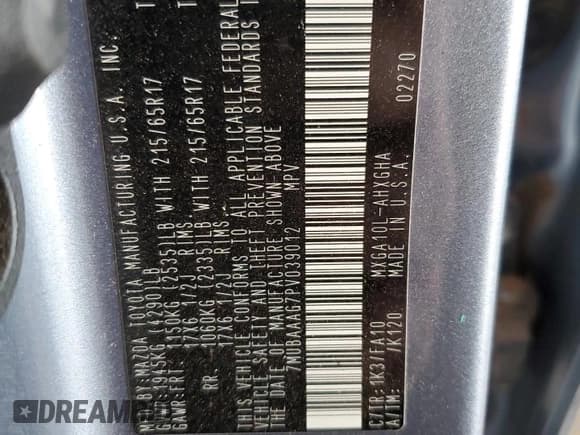 MFD.BY:MAZDA TOYOTA MANUFACTURING U.S.A. INC.
GVWR:1945KG (4290)LB
GAWR:FRT. 1150KG (2535)LB WITH 215/65R17
17X6 1/2J RIMS.
RR. 1060KG (2335)LB WITH 215/65R17
17X6 1/2J RIMS.
THIS VEHICLE CONFORMS TO ALL APPLICABLE FEDERAL
VEHICLE SAFETY AND THEFT PREVENTION STANDARDS
THE DATE OF MANUFACTURE SHOWN ABOVE
7MUBAAAG7PV039012 MPV
C/TR:1K3/FA10 MXGA10L-AHXGHA
A/TM: /K120 MADE IN U.S.A. 02270
DREAMBID